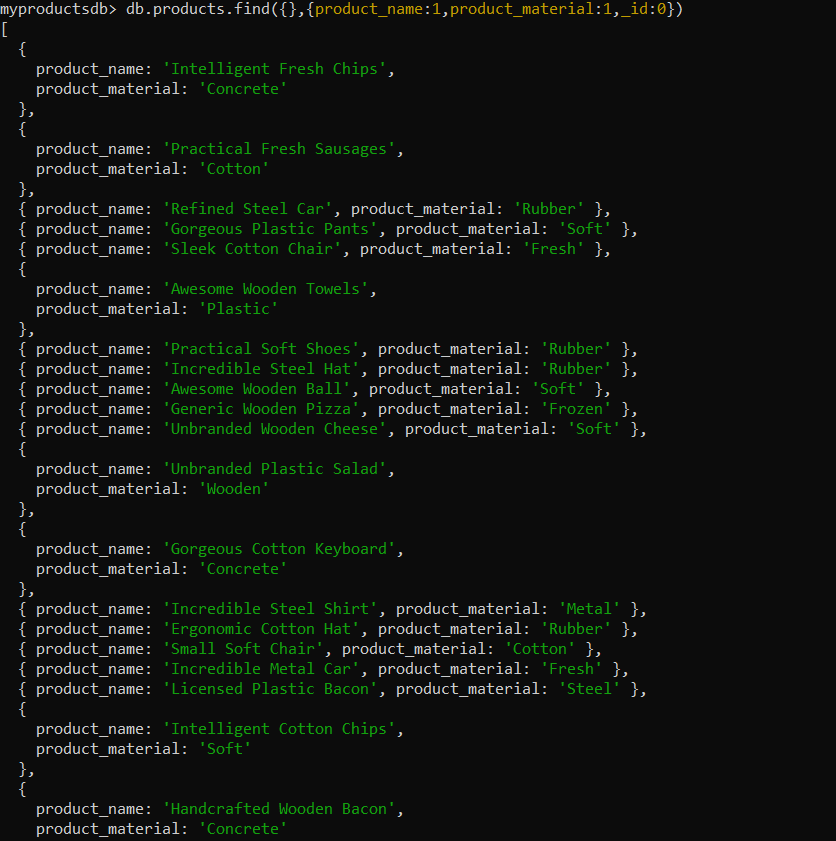 myproductsdb> db.products.find({},{product_name:1,product_material:1,_id:0})
[
  {
    product_name: 'Intelligent Fresh Chips',
    product_material: 'Concrete'
  },
  {
    product_name: 'Practical Fresh Sausages',
    product_material: 'Cotton'
  },
  { product_name: 'Refined Steel Car', product_material: 'Rubber' },
  { product_name: 'Gorgeous Plastic Pants', product_material: 'Soft' },
  { product_name: 'Sleek Cotton Chair', product_material: 'Fresh' },
  {
    product_name: 'Awesome Wooden Towels',
    product_material: 'Plastic'
  },
  { product_name: 'Practical Soft Shoes', product_material: 'Rubber' },
  { product_name: 'Incredible Steel Hat', product_material: 'Rubber' },
  { product_name: 'Awesome Wooden Ball', product_material: 'Soft' },
  { product_name: 'Generic Wooden Pizza', product_material: 'Frozen' },
  { product_name: 'Unbranded Wooden Cheese', product_material: 'Soft' },
  {
    product_name: 'Unbranded Plastic Salad',
    product_material: 'Wooden'
  },
  {
    product_name: 'Gorgeous Cotton Keyboard',
    product_material: 'Concrete'
  },
  { product_name: 'Incredible Steel Shirt', product_material: 'Metal' },
  { product_name: 'Ergonomic Cotton Hat', product_material: 'Rubber' },
  { product_name: 'Small Soft Chair', product_material: 'Cotton' },
  { product_name: 'Incredible Metal Car', product_material: 'Fresh' },
  { product_name: 'Licensed Plastic Bacon', product_material: 'Steel' },
  {
    product_name: 'Intelligent Cotton Chips',
    product_material: 'Soft'
  },
  {
    product_name: 'Handcrafted Wooden Bacon',
    product_material: 'Concrete'